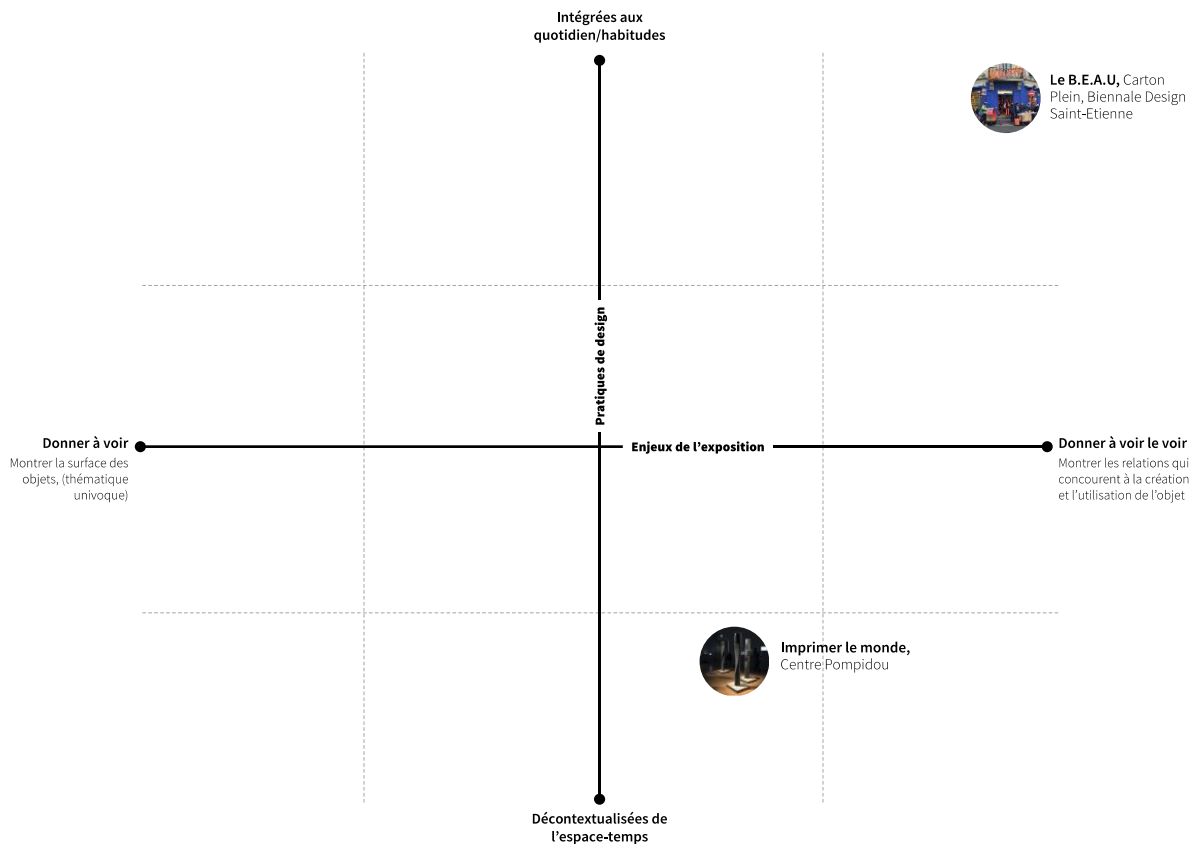 Intégrées aux
quotidien/habitudes
Le B.E.A.U, Carton
Plein, Biennale Design
Saint-Etienne
Pratiques de design
Donner à voir
Montrer la surface des
objets, (thématique
univoque)
Enjeux de l'exposition
Donner à voir le voir
Montrer les relations qui
concourent à la création
et l'utilisation de l'objet
Imprimer le monde,
Centre Pompidou
Décontextualisées de
l'espace-temps